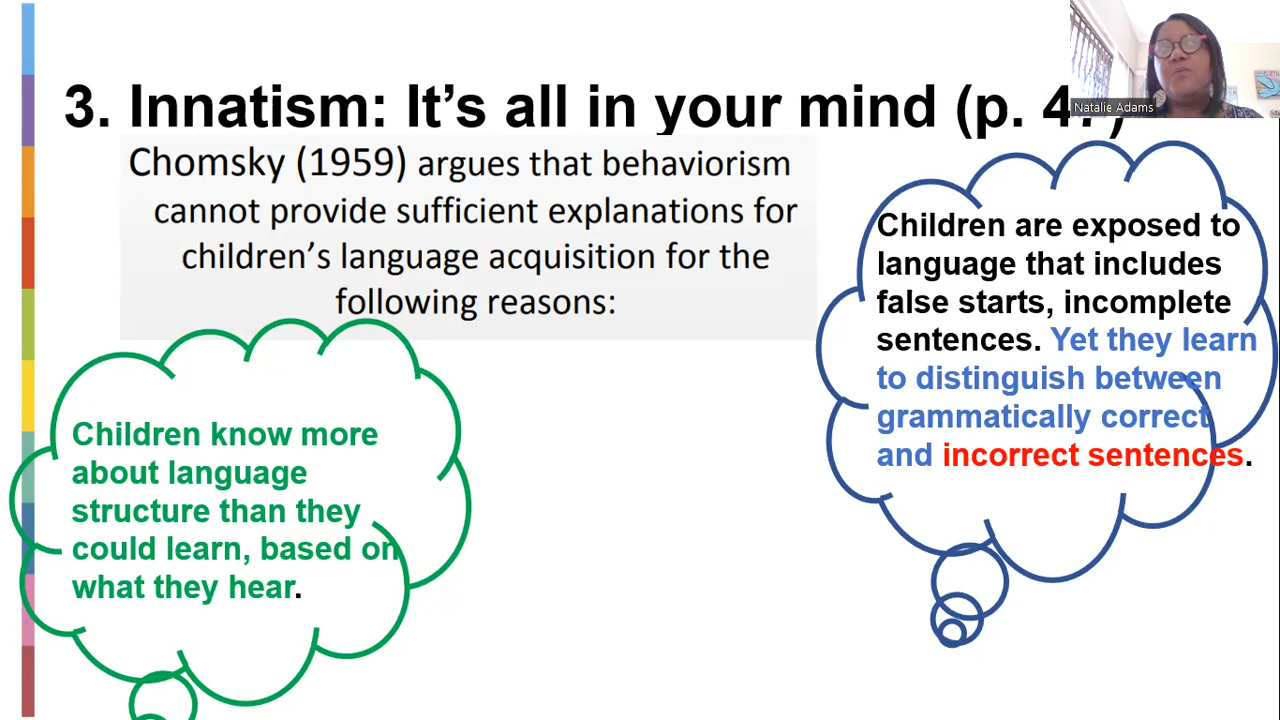 3. Innatism: It's all in your mind (p. 47)
Natalie Adams
Chomsky (1959) argues that behaviorism
cannot provide sufficient explanations for
children's language acquisition for the
following reasons:
Children are exposed to
language that includes
false starts, incomplete
sentences. Yet they learn
to distinguish between
grammatically correct
and incorrect sentences.
Children know more
about language
structure than they
could learn, based on
what they hear.